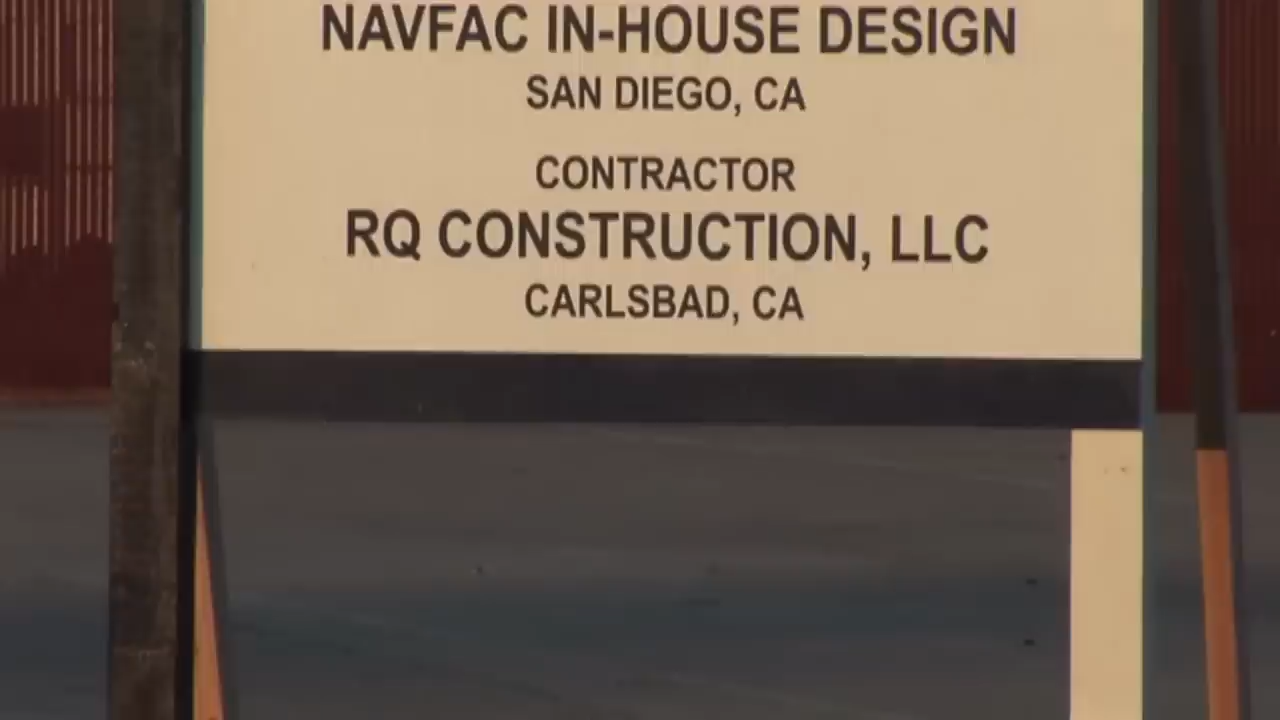 NAVFAC IN-HOUSE DESIGN
SAN DIEGO, CA
CONTRACTOR
RQ CONSTRUCTION, LLC
CARLSBAD, CA